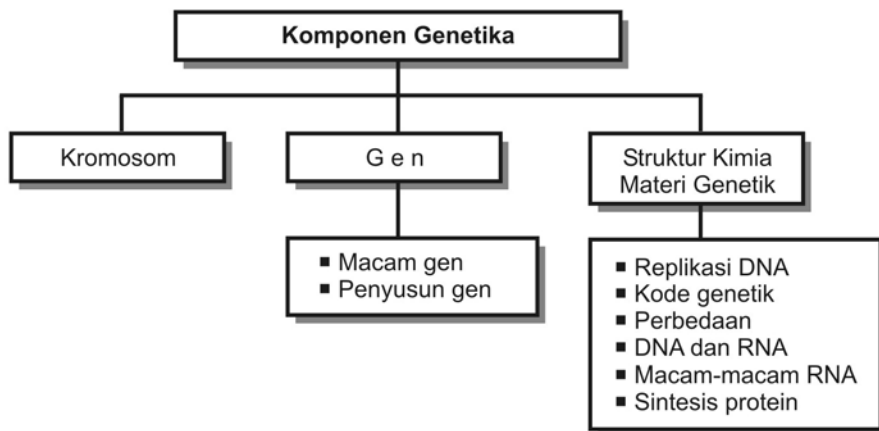 Komponen Genetika
Kromosom
G e n
Struktur Kimia
Materi Genetik
▪ Macam gen
▪ Penyusun gen
▪ Replikasi DNA
▪ Kode genetik
▪ Perbedaan
▪ DNA dan RNA
▪ Macam-macam RNA
▪ Sintesis protein